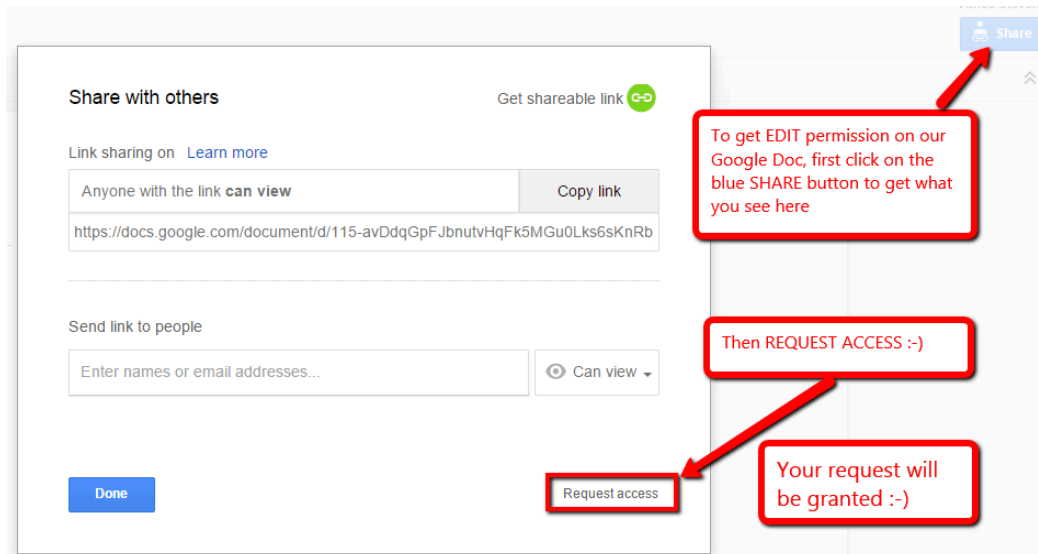 Share
Share with others
Get shareable link
To get EDIT permission on our
Google Doc, first click on the
blue SHARE button to get what
you see here
Link sharing on Learn more
Anyone with the link can view
Copy link
https://docs.google.com/document/d/115-avDdqGpFJbnutvHqFk5MGu0Lks6sKnRb
Send link to people
Then REQUEST ACCESS :-)
Enter names or email addresses...
Can view
Your request will
be granted :-)
Done
Request access